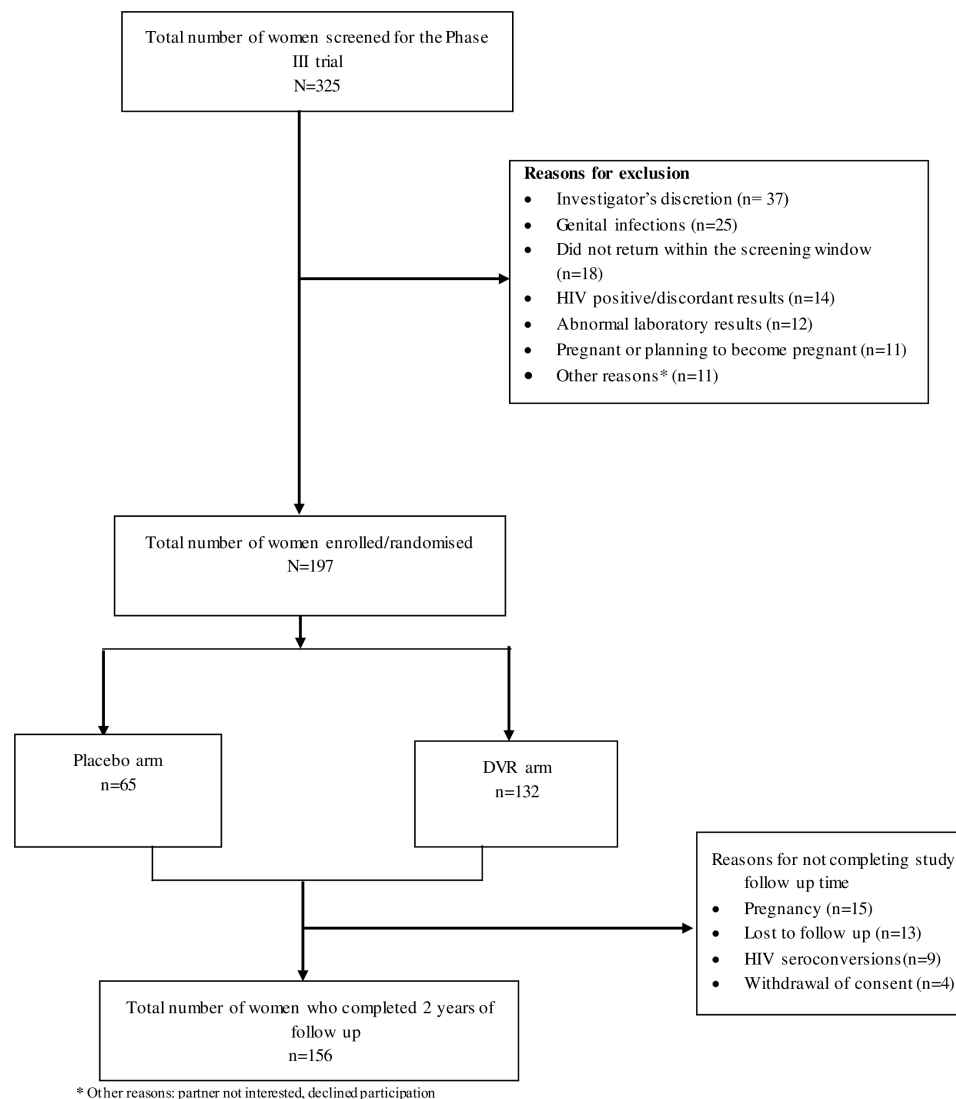 Total number of women screened for the Phase
III trial
N=325
Reasons for exclusion
• Investigator's discretion (n= 37)
• Genital infections (n=25)
• Did not return within the screening window
(n=18)
• HIV positive/discordant results (n=14)
• Abnormal laboratory results (n=12)
• Pregnant or planning to become pregnant (n=11)
• Other reasons* (n=11)
Total number of women enrolled/randomised
N=197
Placebo arm
n=65
DVR arm
n=132
Reasons for not completing study
follow up time
• Pregnancy (n=15)
• Lost to follow up (n=13)
• HIV seroconversions(n=9)
• Withdrawal of consent (n=4)
Total number of women who completed 2 years of
follow up
n=156
* Other reasons: partner not interested, declined participation